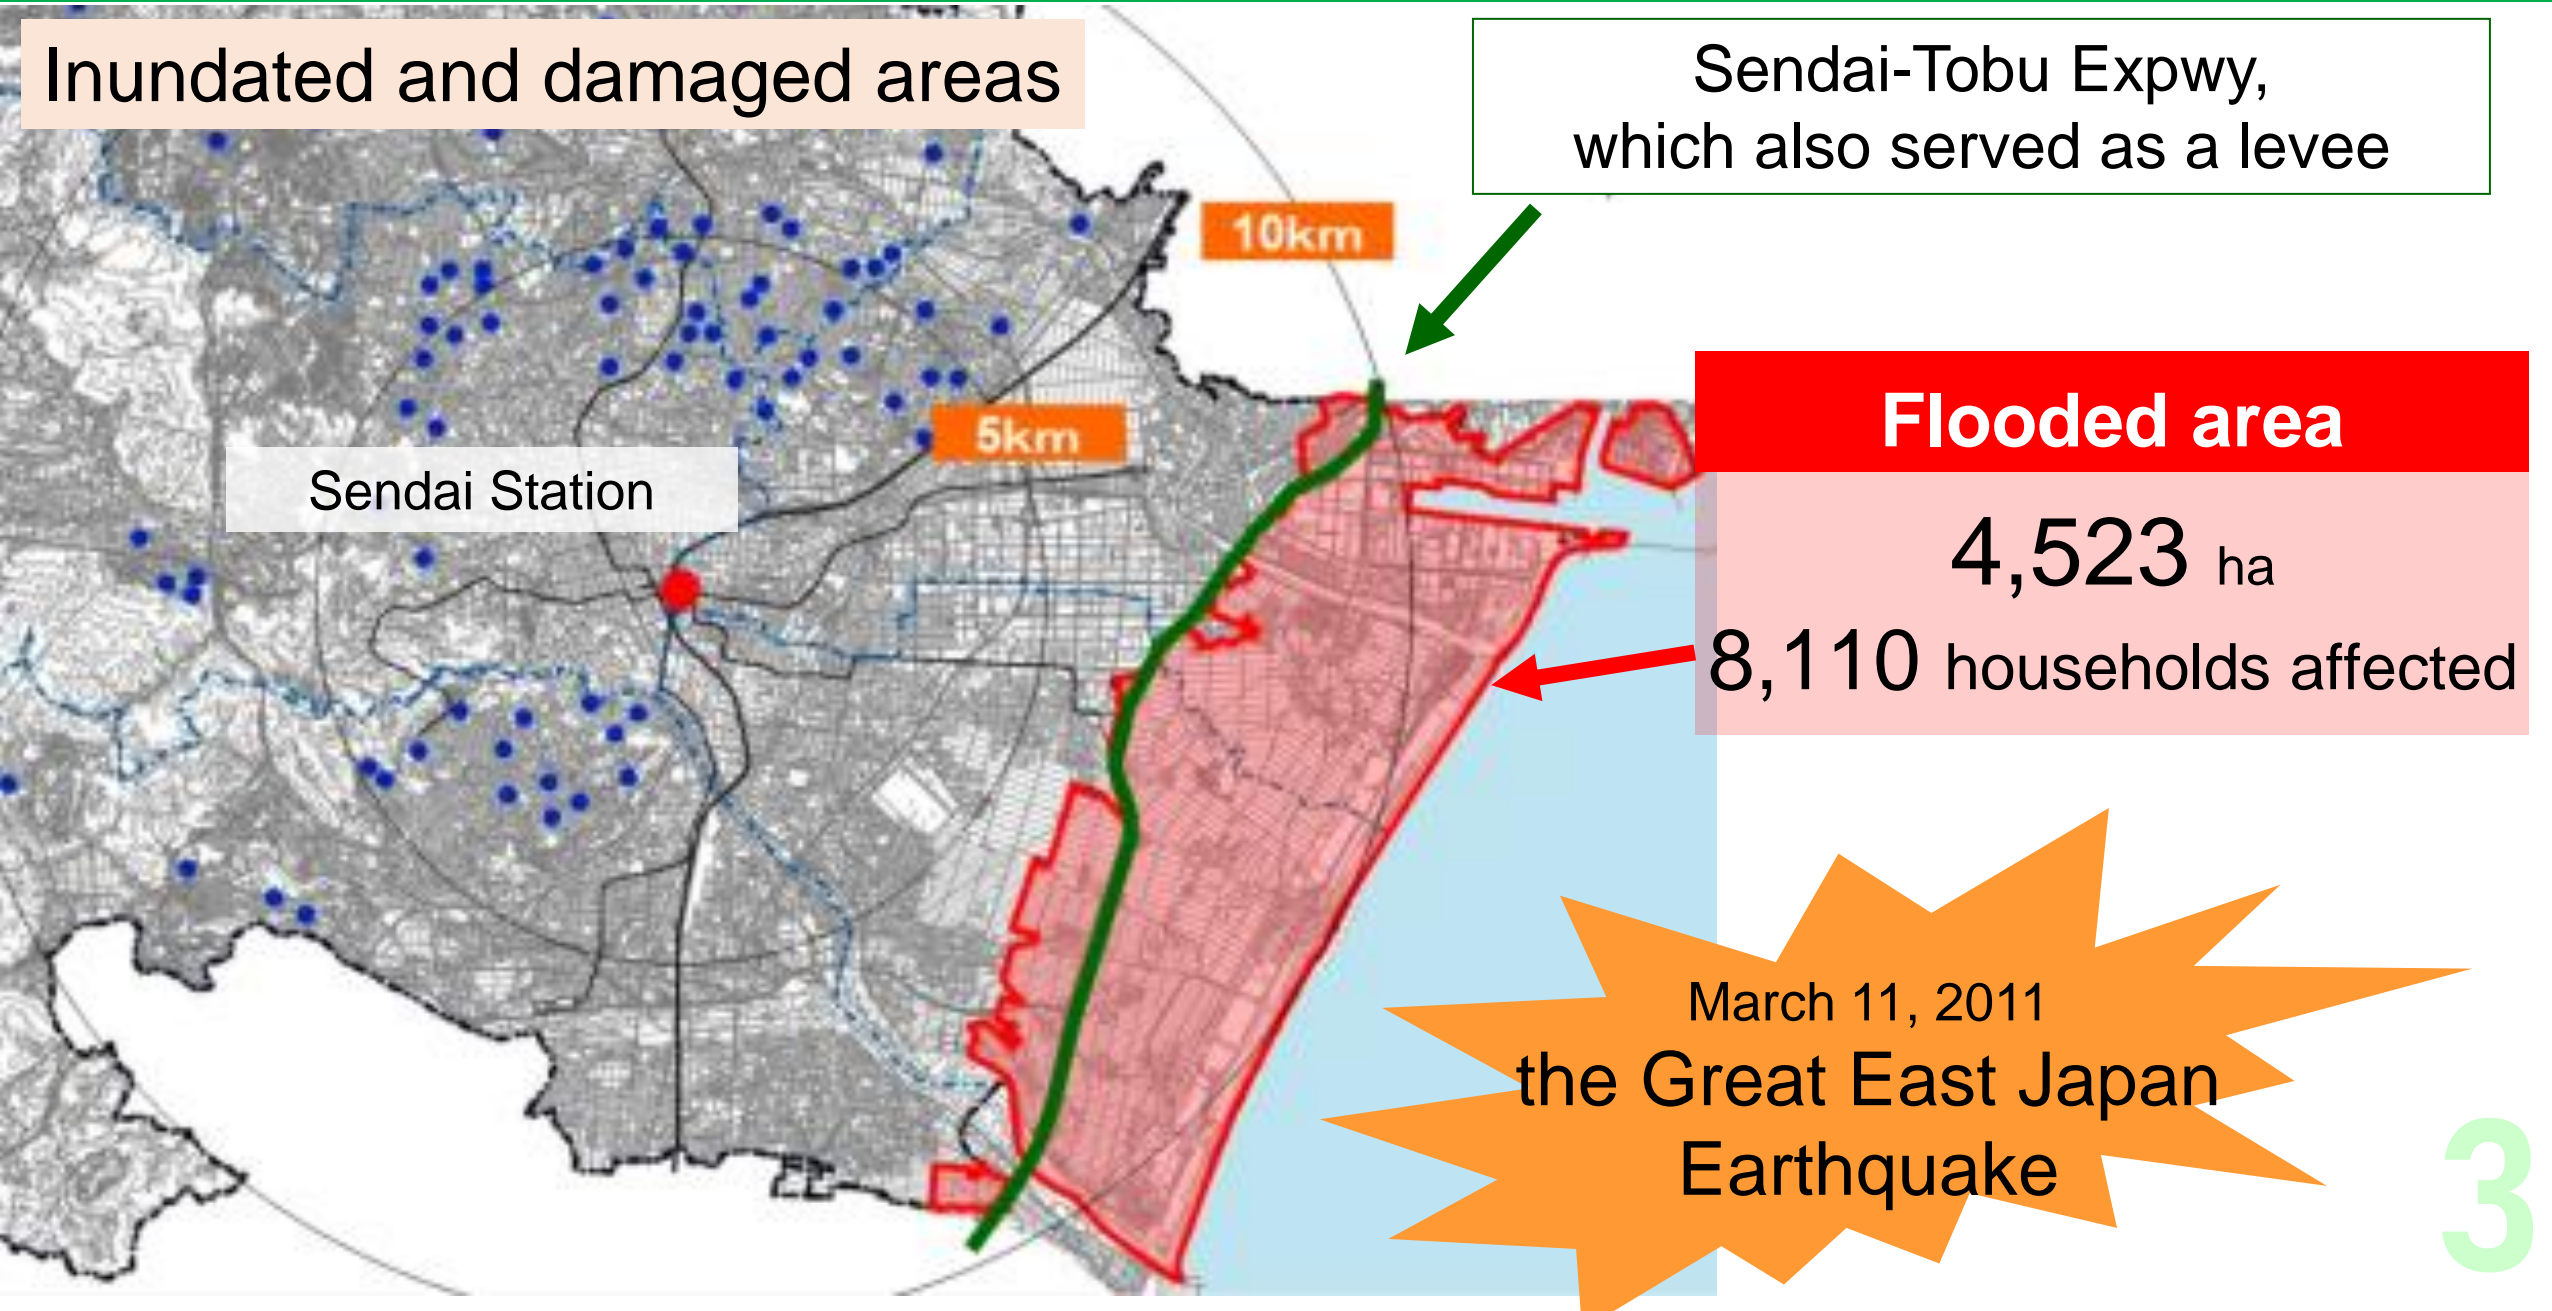 Inundated and damaged areas
Sendai-Tobu Expwy,
which also served as a levee
10km
5km
Sendai Station
Flooded area
4,523 ha
8,110 households affected
March 11, 2011
the Great East Japan
Earthquake
3